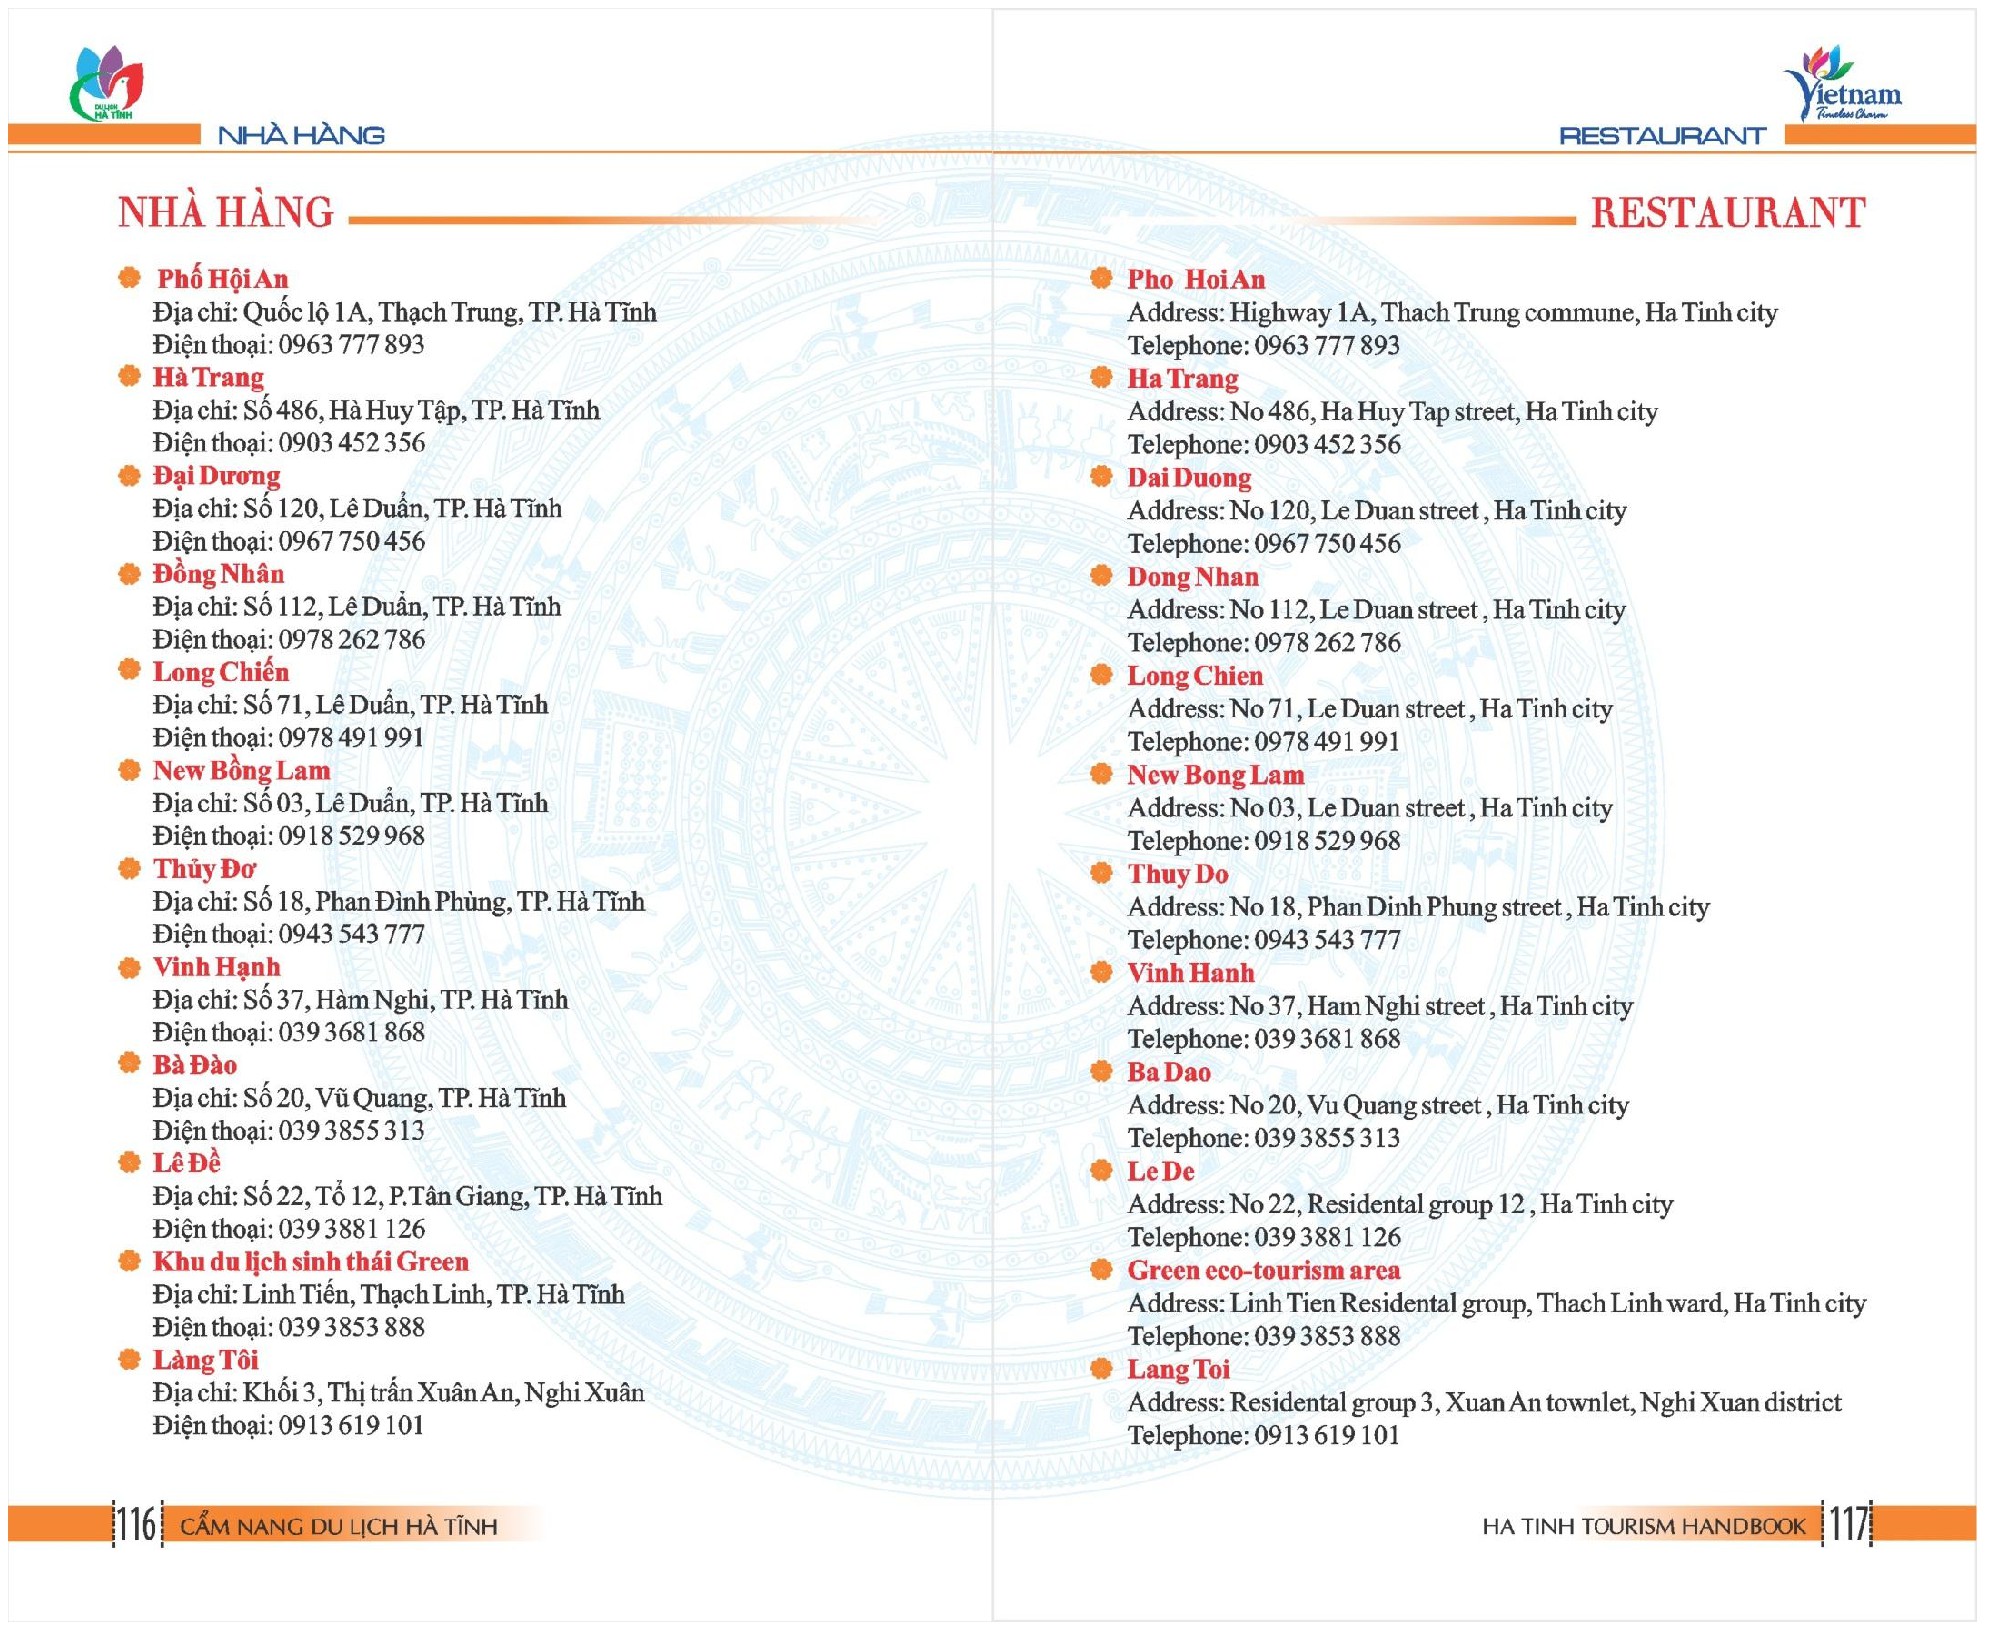 DU LỊCH
HÀ TĨNH
NHÀ HÀNG
NHÀ HÀNG
Phố Hội An
Địa chỉ: Quốc lộ 1A, Thạch Trung, TP. Hà Tĩnh
Điện thoại: 0963 777 893
Hà Trang
Địa chỉ: Số 486, Hà Huy Tập, TP. Hà Tĩnh
Điện thoại: 0903 452 356
Đại Dương
Địa chỉ: Số 120, Lê Duẩn, TP. Hà Tĩnh
Điện thoại: 0967 750 456
Đồng Nhân
Địa chỉ: Số 112, Lê Duẩn, TP. Hà Tĩnh
Điện thoại: 0978 262 786
Long Chiến
Địa chỉ: Số 71, Lê Duẩn, TP. Hà Tĩnh
Điện thoại: 0978 491 991
New Bồng Lam
Địa chỉ: Số 03, Lê Duẩn, TP. Hà Tĩnh
Điện thoại: 0918 529 968
Thủy Đơ
Địa chỉ: Số 18, Phan Đình Phùng, TP. Hà Tĩnh
Điện thoại: 0943 543 777
Vinh Hạnh
Địa chỉ: Số 37, Hàm Nghi, TP. Hà Tĩnh
Điện thoại: 039 3681 868
Bà Đào
Địa chỉ: Số 20, Vũ Quang, TP. Hà Tĩnh
Điện thoại: 039 3855 313
Lê Đề
Địa chỉ: Số 22, Tổ 12, P.Tân Giang, TP. Hà Tĩnh
Điện thoại: 039 3881 126
Khu du lịch sinh thái Green
Địa chỉ: Linh Tiến, Thạch Linh, TP. Hà Tĩnh
Điện thoại: 039 3853 888
Làng Tôi
Địa chỉ: Khối 3, Thị trấn Xuân An, Nghi Xuân
Điện thoại: 0913 619 101
116 CẨM NANG DU LỊCH HÀ TĨNH
Vietnam
Timeless Charm
RESTAURANT
RESTAURANT
Pho Hoi An
Address: Highway 1A, Thach Trung commune, Ha Tinh city
Telephone: 0963 777 893
Ha Trang
Address: No 486, Ha Huy Tap street, Ha Tinh city
Telephone: 0903 452 356
Dai Duong
Address: No 120, Le Duan street , Ha Tinh city
Telephone: 0967 750 456
Dong Nhan
Address: No 112, Le Duan street , Ha Tinh city
Telephone: 0978 262 786
Long Chien
Address: No 71, Le Duan street , Ha Tinh city
Telephone: 0978 491 991
New Bong Lam
Address: No 03, Le Duan street , Ha Tinh city
Telephone: 0918 529 968
Thuy Do
Address: No 18, Phan Dinh Phung street , Ha Tinh city
Telephone: 0943 543 777
Vinh Hanh
Address: No 37, Ham Nghi street , Ha Tinh city
Telephone: 039 3681 868
Ba Dao
Address: No 20, Vu Quang street , Ha Tinh city
Telephone: 039 3855 313
Le De
Address: No 22, Residental group 12 , Ha Tinh city
Telephone: 039 3881 126
Green eco-tourism area
Address: Linh Tien Residental group, Thach Linh ward, Ha Tinh city
Telephone: 039 3853 888
Lang Toi
Address: Residental group 3, Xuan An townlet, Nghi Xuan district
Telephone: 0913 619 101
HA TINH TOURISM HANDBOOK 117